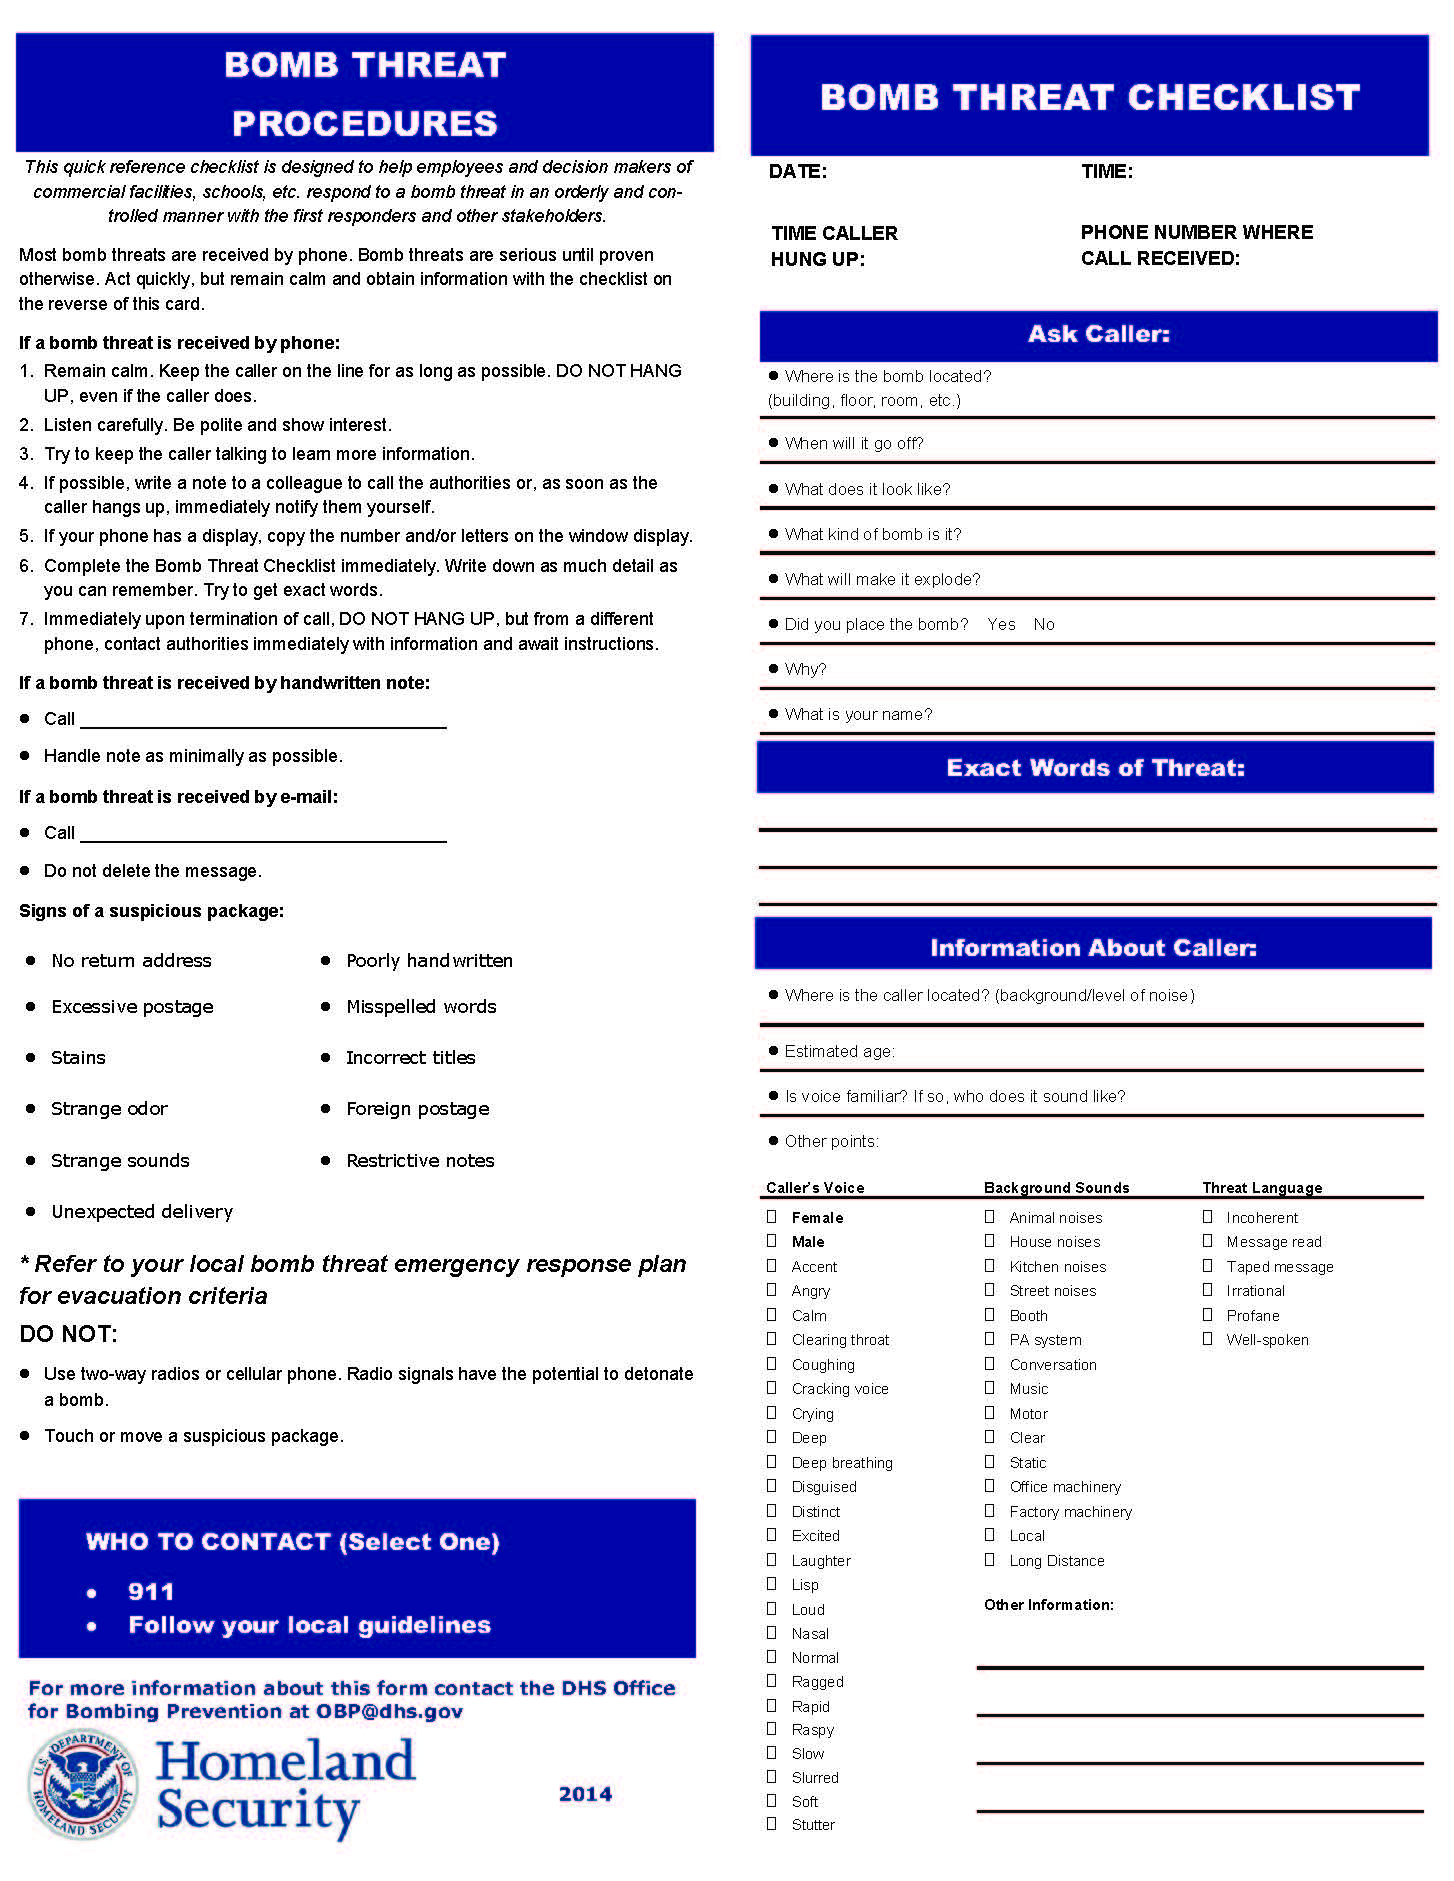 BOMB THREAT
PROCEDURES
This quick reference checklist is designed to help employees and decision makers of
commercial facilities, schools, etc. respond to a bomb threat in an orderly and con-
trolled manner with the first responders and other stakeholders.
Most bomb threats are received by phone. Bomb threats are serious until proven
otherwise. Act quickly, but remain calm and obtain information with the checklist on
the reverse of this card.
If a bomb threat is received by phone:
1. Remain calm. Keep the caller on the line for as long as possible. DO NOT HANG
UP, even if the caller does.
2. Listen carefully. Be polite and show interest.
3. Try to keep the caller talking to learn more information.
4. If possible, write a note to a colleague to call the authorities or, as soon as the
caller hangs up, immediately notify them yourself.
5. If your phone has a display, copy the number and/or letters on the window display.
6. Complete the Bomb Threat Checklist immediately. Write down as much detail as
you can remember. Try to get exact words.
7. Immediately upon termination of call, DO NOT HANG UP, but from a different
phone, contact authorities immediately with information and await instructions.
If a bomb threat is received by handwritten note:
• Call ____________________
• Handle note as minimally as possible.
If a bomb threat is received by e-mail:
• Call ____________________
• Do not delete the message.
Signs of a suspicious package:
• No return address • Poorly handwritten
• Excessive postage • Misspelled words
• Stains • Incorrect titles
• Strange odor • Foreign postage
• Strange sounds • Restrictive notes
• Unexpected delivery
* Refer to your local bomb threat emergency response plan
for evacuation criteria
DO NOT:
• Use two-way radios or cellular phone. Radio signals have the potential to detonate
a bomb.
• Touch or move a suspicious package.
WHO TO CONTACT (Select One)
• 911
• Follow your local guidelines
For more information about this form contact the DHS Office
for Bombing Prevention at OBP@dhs.gov
U.S. DEPARTMENT OF HOMELAND SECURITY
Homeland
Security
2014
BOMB THREAT CHECKLIST
DATE: TIME:
TIME CALLER PHONE NUMBER WHERE
HUNG UP: CALL RECEIVED:
Ask Caller:
• Where is the bomb located?
(building, floor, room, etc.)
• When will it go off?
• What does it look like?
• What kind of bomb is it?
• What will make it explode?
• Did you place the bomb? Yes No
• Why?
• What is your name?
Exact Words of Threat:
Information About Caller:
• Where is the caller located? (background/level of noise)
• Estimated age:
• Is voice familiar? If so, who does it sound like?
• Other points:
Caller's Voice Background Sounds Threat Language
☐ Female ☐ Animal noises ☐ Incoherent
☐ Male ☐ House noises ☐ Message read
☐ Accent ☐ Kitchen noises ☐ Taped message
☐ Angry ☐ Street noises ☐ Irrational
☐ Calm ☐ Booth ☐ Profane
☐ Clearing throat ☐ PA system ☐ Well-spoken
☐ Coughing ☐ Conversation
☐ Cracking voice ☐ Music
☐ Crying ☐ Motor
☐ Deep ☐ Clear
☐ Deep breathing ☐ Static
☐ Disguised ☐ Office machinery
☐ Distinct ☐ Factory machinery
☐ Excited ☐ Local
☐ Laughter ☐ Long Distance
☐ Lisp
☐ Loud Other Information:
☐ Nasal
☐ Normal
☐ Ragged
☐ Rapid
☐ Raspy
☐ Slow
☐ Slurred
☐ Soft
☐ Stutter